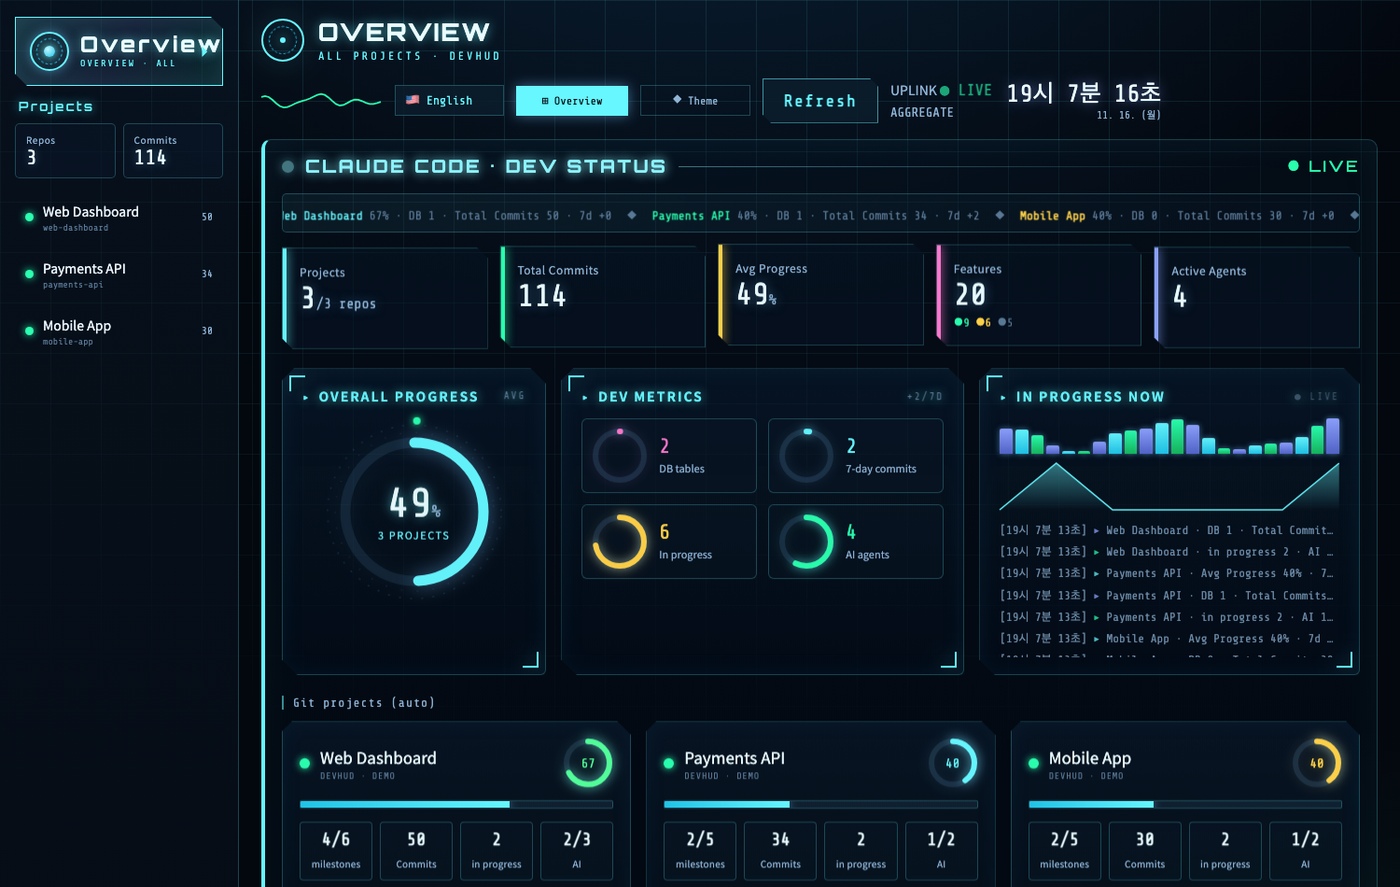 Overview
OVERVIEW · ALL
Projects
Repos
3
Commits
114
Web Dashboard
web-dashboard
50
Payments API
payments-api
34
Mobile App
mobile-app
30
OVERVIEW
ALL PROJECTS · DEVHUD
🇺🇸 English
⊞ Overview
◆ Theme
Refresh
UPLINK ● LIVE
AGGREGATE
19시 7분 16초
11. 16. (월)
CLAUDE CODE · DEV STATUS
● LIVE
eb Dashboard 67% · DB 1 · Total Commits 50 · 7d +0 ◆ Payments API 40% · DB 1 · Total Commits 34 · 7d +2 ◆ Mobile App 40% · DB 0 · Total Commits 30 · 7d +0 ◆
Projects
3/3 repos
Total Commits
114
Avg Progress
49%
Features
20
●9 ●6 ●5
Active Agents
4
▸ OVERALL PROGRESS
AVG
49%
3 PROJECTS
▸ DEV METRICS
+2/7D
2
DB tables
2
7-day commits
6
In progress
4
AI agents
▸ IN PROGRESS NOW
● LIVE
[19시 7분 13초] ▸ Web Dashboard · DB 1 · Total Commit…
[19시 7분 13초] ▸ Web Dashboard · in progress 2 · AI …
[19시 7분 13초] ▸ Payments API · Avg Progress 40% · 7…
[19시 7분 13초] ▸ Payments API · DB 1 · Total Commits…
[19시 7분 13초] ▸ Payments API · in progress 2 · AI 1…
[19시 7분 13초] ▸ Mobile App · Avg Progress 40% · 7d …
Git projects (auto)
Web Dashboard
DEVHUD · DEMO
67
4/6
milestones
50
Commits
2
in progress
2/3
AI
Payments API
DEVHUD · DEMO
40
2/5
milestones
34
Commits
2
in progress
1/2
AI
Mobile App
DEVHUD · DEMO
40
2/5
milestones
30
Commits
2
in progress
1/2
AI